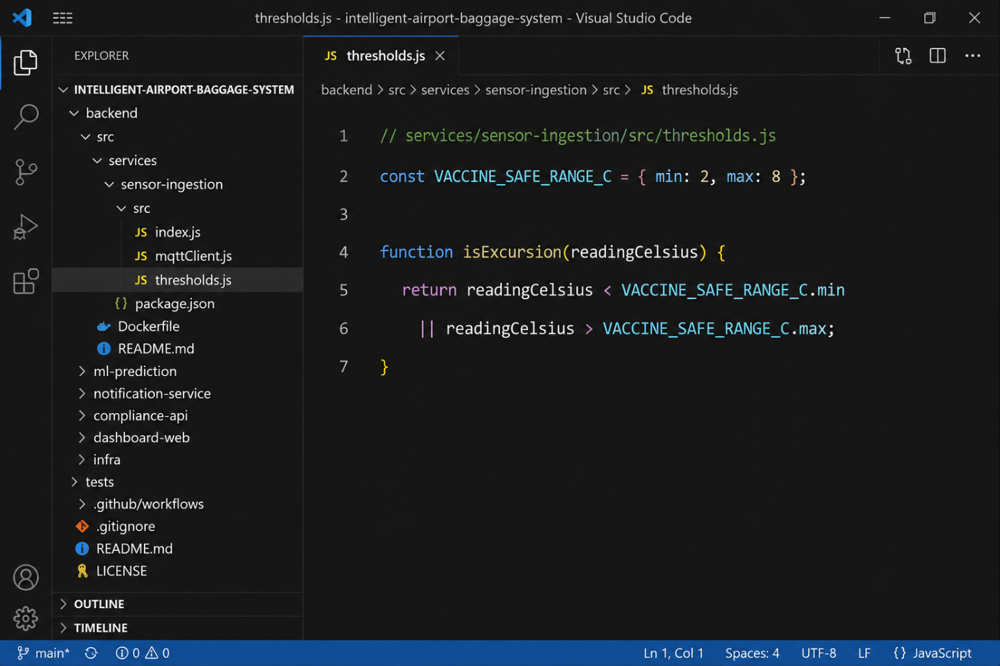 thresholds.js - intelligent-airport-baggage-system - Visual Studio Code
EXPLORER
INTELLIGENT-AIRPORT-BAGGAGE-SYSTEM
backend
src
services
sensor-ingestion
src
JS index.js
JS mqttClient.js
JS thresholds.js
{} package.json
Dockerfile
README.md
ml-prediction
notification-service
compliance-api
dashboard-web
infra
tests
.github/workflows
.gitignore
README.md
LICENSE
OUTLINE
TIMELINE
JS thresholds.js
backend > src > services > sensor-ingestion > src > JS thresholds.js
1 // services/sensor-ingestion/src/thresholds.js
2 const VACCINE_SAFE_RANGE_C = { min: 2, max: 8 };
3
4 function isExcursion(readingCelsius) {
5 return readingCelsius < VACCINE_SAFE_RANGE_C.min
6 || readingCelsius > VACCINE_SAFE_RANGE_C.max;
7 }
main* 0 0 Ln 1, Col 1 Spaces: 4 UTF-8 LF {} JavaScript